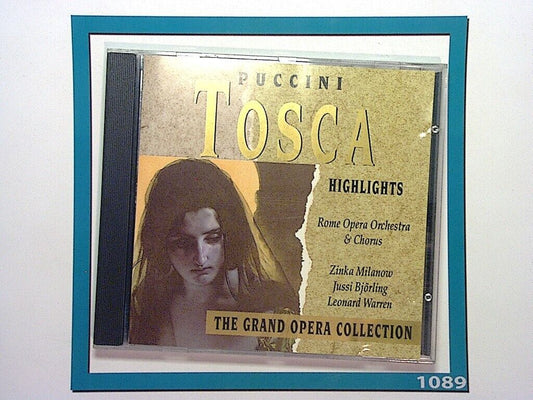 PUCCINI
TOSCA
HIGHLIGHTS
Rome Opera Orchestra
& Chorus
Zinka Milanow
Jussi Björling
Leonard Warren
THE GRAND OPERA COLLECTION
1089